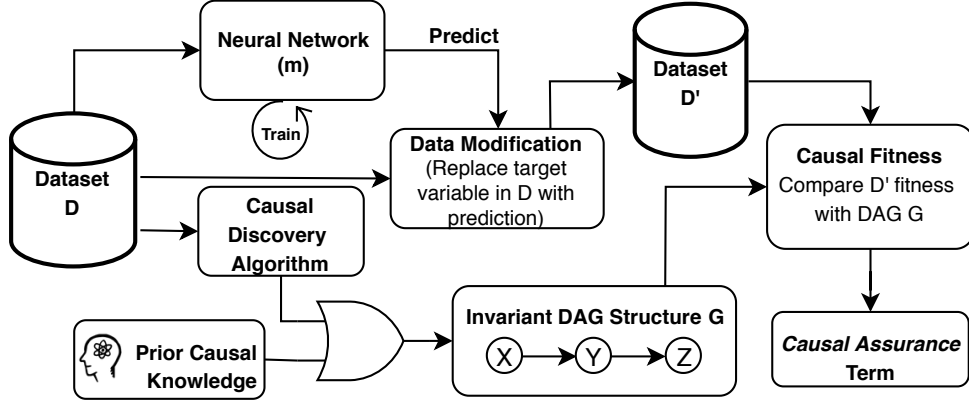 Neural Network
(m)
Predict
Train
Dataset
D
Data Modification
(Replace target
variable in D with
prediction)
Dataset
D'
Causal Fitness
Compare D' fitness
with DAG G
Causal
Discovery
Algorithm
Prior Causal
Knowledge
Invariant DAG Structure G
X
Y
Z
Causal Assurance
Term